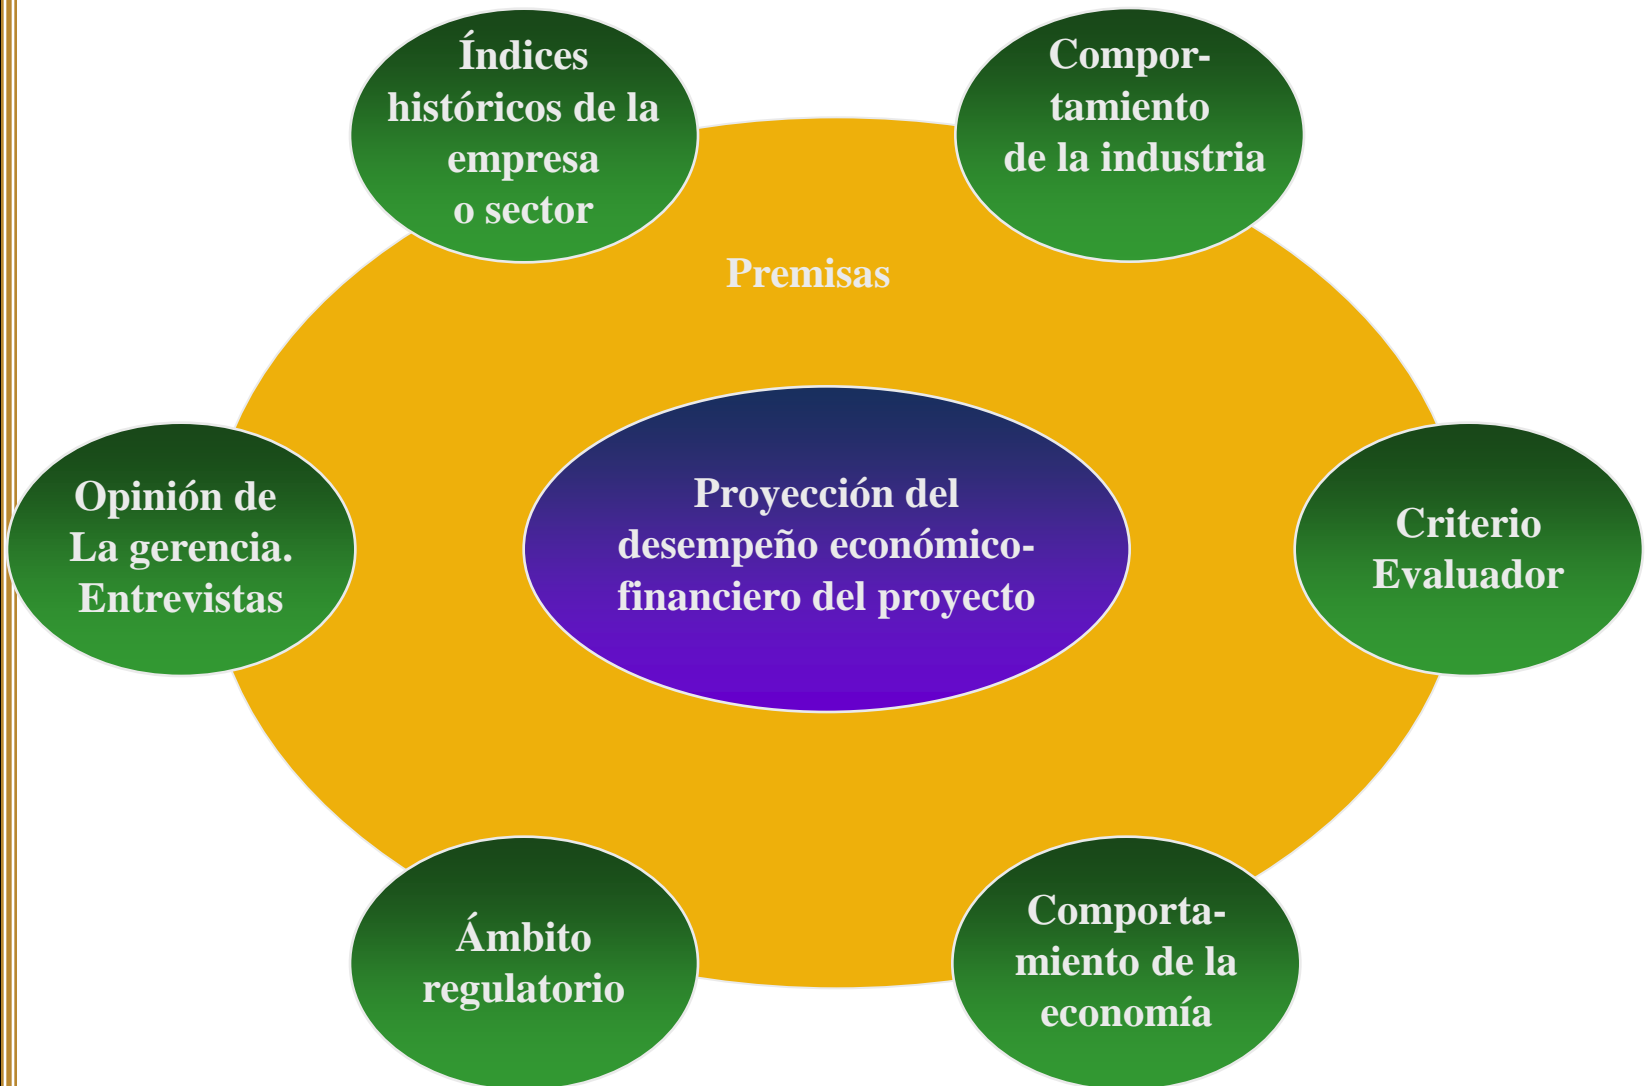 Índices
históricos de la
empresa
o sector
Compor-
tamiento
de la industria
Premisas
Opinión de
La gerencia.
Entrevistas
Proyección del
desempeño económico-
financiero del proyecto
Criterio
Evaluador
Ámbito
regulatorio
Comporta-
miento de la
economía